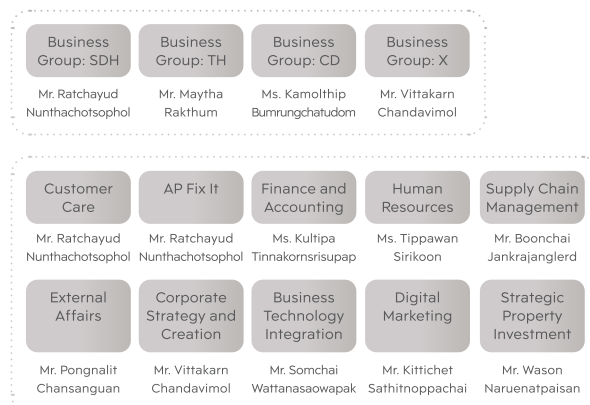 Business
Group: SDH
Mr. Ratchayud
Nunthachotsophol
Business
Group: TH
Mr. Maytha
Rakthum
Business
Group: CD
Ms. Kamolthip
Bumrungchatudom
Business
Group: X
Mr. Vittakarn
Chandavimol
Customer
Care
Mr. Ratchayud
Nunthachotsophol
AP Fix It
Mr. Ratchayud
Nunthachotsophol
Finance and
Accounting
Ms. Kultipa
Tinnakornsrisupap
Human
Resources
Ms. Tippawan
Sirikoon
Supply Chain
Management
Mr. Boonchai
Jankrajanglerd
External
Affairs
Mr. Pongnalit
Chansanguan
Corporate
Strategy and
Creation
Mr. Vittakarn
Chandavimol
Business
Technology
Integration
Mr. Somchai
Wattanasaowapak
Digital
Marketing
Mr. Kittichet
Sathitnoppachai
Strategic
Property
Investment
Mr. Wason
Naruenatpaisan